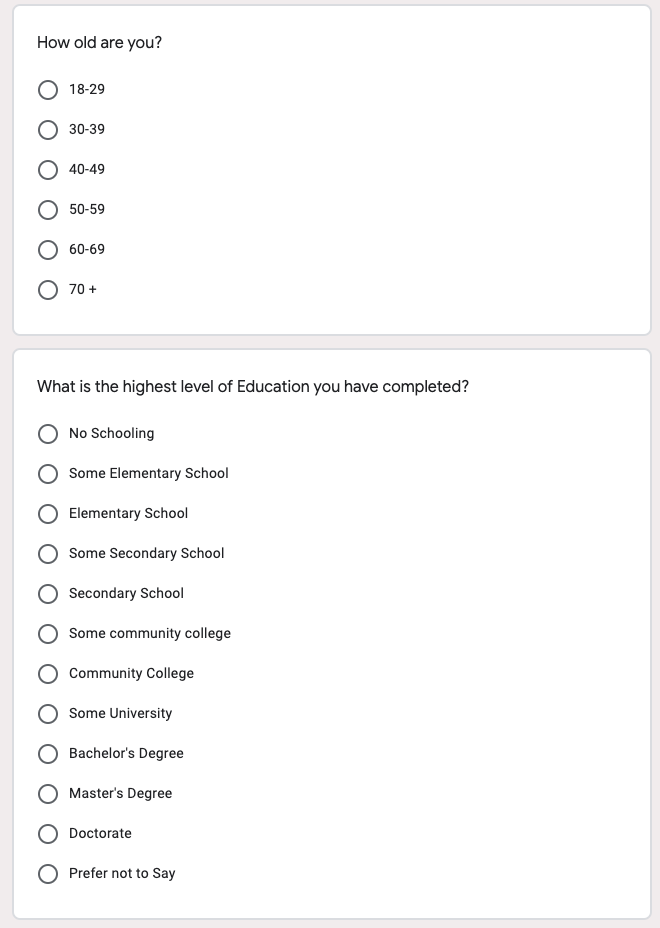 How old are you?
18-29
30-39
40-49
50-59
60-69
70 +
What is the highest level of Education you have completed?
No Schooling
Some Elementary School
Elementary School
Some Secondary School
Secondary School
Some community college
Community College
Some University
Bachelor's Degree
Master's Degree
Doctorate
Prefer not to Say